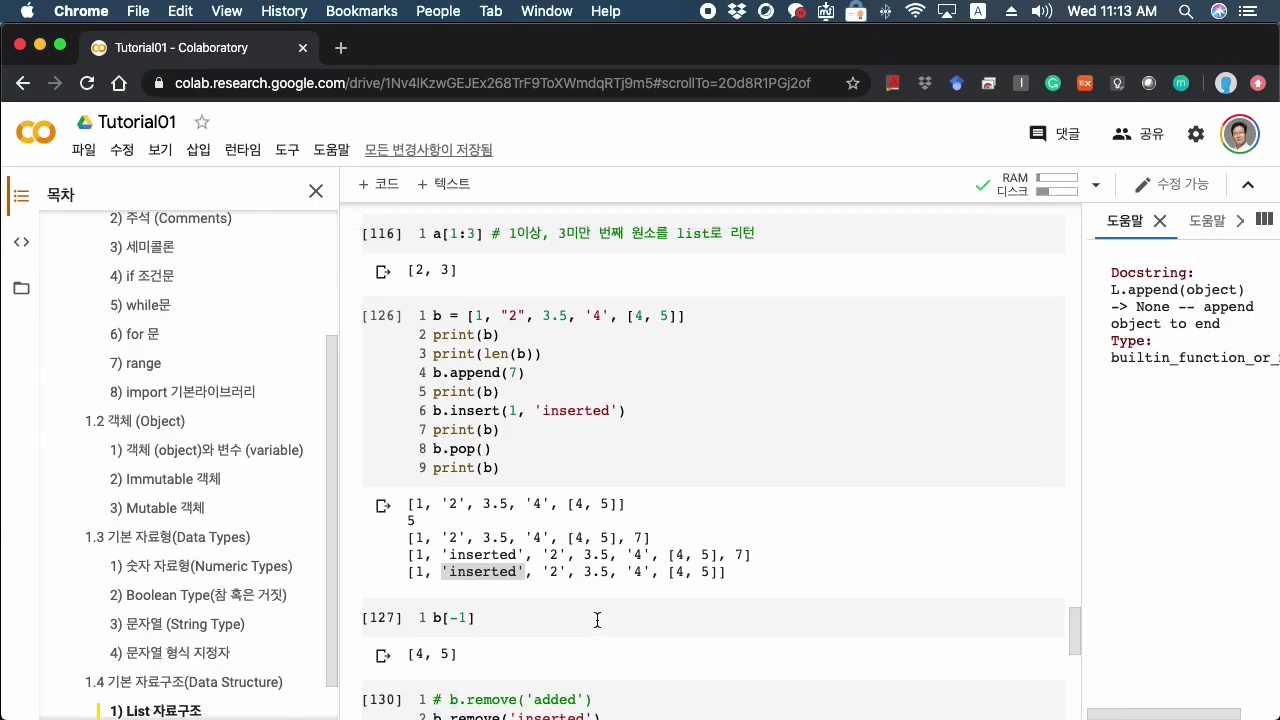 Chrome File Edit View History Bookmarks People Tab Window Help A Wed 11:13 AM
Tutorial01 - Colaboratory
colab.research.google.com/drive/1Nv4lKzwGEJEx268TrF9ToXWmdqRTj9m5#scrollTo=2Od8R1PGj2of
Tutorial01
댓글 공유
파일 수정 보기 삽입 런타임 도구 도움말 모든 변경사항이 저장됨
목차
+ 코드 + 텍스트
RAM
디스크
수정 가능
2) 주석 (Comments)
3) 세미콜론
4) if 조건문
5) while문
6) for 문
7) range
8) import 기본라이브러리
1.2 객체 (Object)
1) 객체 (object)와 변수 (variable)
2) Immutable 객체
3) Mutable 객체
1.3 기본 자료형(Data Types)
1) 숫자 자료형(Numeric Types)
2) Boolean Type(참 혹은 거짓)
3) 문자열 (String Type)
4) 문자열 형식 지정자
1.4 기본 자료구조(Data Structure)
1) List 자료구조
[116] 1 a[1:3] # 1이상, 3미만 번째 원소를 list로 리턴
[2, 3]
[126] 1 b = [1, "2", 3.5, '4', [4, 5]]
2 print(b)
3 print(len(b))
4 b.append(7)
5 print(b)
6 b.insert(1, 'inserted')
7 print(b)
8 b.pop()
9 print(b)
[1, '2', 3.5, '4', [4, 5]]
5
[1, '2', 3.5, '4', [4, 5], 7]
[1, 'inserted', '2', 3.5, '4', [4, 5], 7]
[1, 'inserted', '2', 3.5, '4', [4, 5]]
[127] 1 b[-1]
[4, 5]
[130] 1 # b.remove('added')
2 b.remove('inserted')
도움말 도움말
Docstring:
L.append(object)
-> None -- append
object to end
Type:
builtin_function_or_